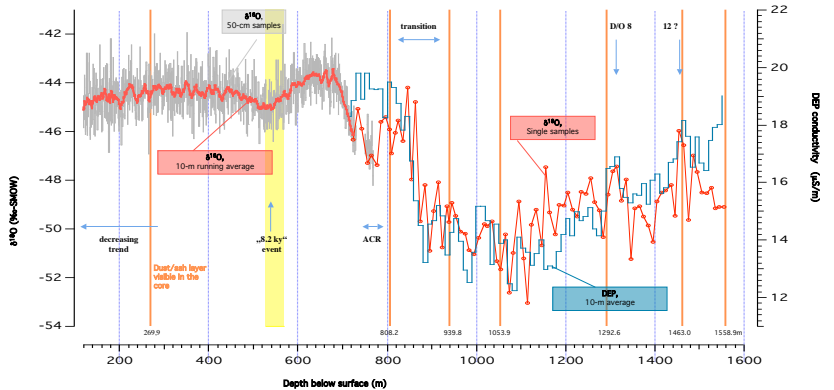 δ¹⁸O,
50-cm samples
transition
D/O 8
12 ?
-42
-44
-46
-48
-50
-52
-54
δ¹⁸O (‰-SMOW)
22
20
18
16
14
12
DEP conductivity (μS/m)
δ¹⁸O,
10-m running average
δ¹⁸O,
Single samples
decreasing
trend
„8.2 ky“
event
ACR
Dust/ash layer
visible in the
core
DEP,
10-m average
269.9
808.2
939.8
1053.9
1292.6
1463.0
1558.9m
200
400
600
800
1000
1200
1400
1600
Depth below surface (m)